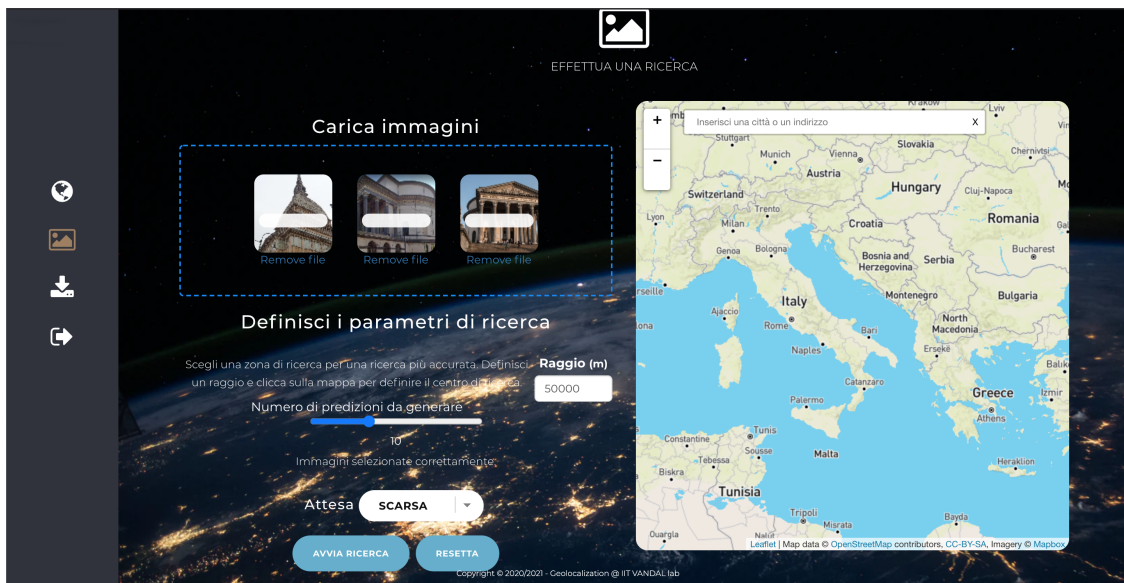 EFFETTUA UNA RICERCA
Carica immagini
Remove file
Remove file
Remove file
Definisci i parametri di ricerca
Scegli una zona di ricerca per una ricerca più accurata. Definisci
un raggio e clicca sulla mappa per definire il centro di ricerca.
Raggio (m)
50000
Numero di predizioni da generare
10
Immagini selezionate correttamente
Attesa
SCARSA
AVVIA RICERCA
RESETTA
+
−
Inserisci una città o un indirizzo
X
Krakow
Lviv
Stuttgart
Munich
Vienna
Slovakia
Chernivtsi
Austria
Hungary
Cluj-Napoca
Switzerland
Trento
Lyon
Milan
Croatia
Romania
Genoa
Bologna
Bosnia and
Herzegovina
Serbia
Bucharest
Montenegro
Bulgaria
Italy
Ajaccio
Rome
Bari
North
Macedonia
Naples
Ersekë
Catanzaro
Greece
Izmir
Palermo
Athens
Tunis
Constantine
Sousse
Malta
Tebessa
Biskra
Heraklion
Tunisia
Tripoli
Misrata
Bayda
Ouargla
Nalut
Leaflet | Map data © OpenStreetMap contributors, CC-BY-SA, Imagery © Mapbox
Copyright © 2020/2021 - Geolocalization @ IIT VANDAL lab